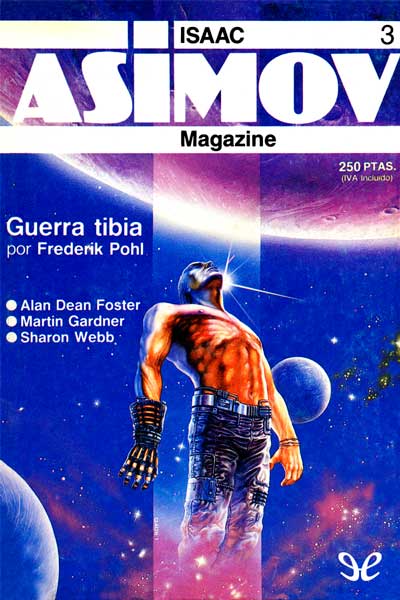 ISAAC
3
ASIMOV
Magazine
250 PTAS.
(IVA Incluido)
Guerra tibia
por Frederik Pohl
● Alan Dean Foster
● Martin Gardner
● Sharon Webb